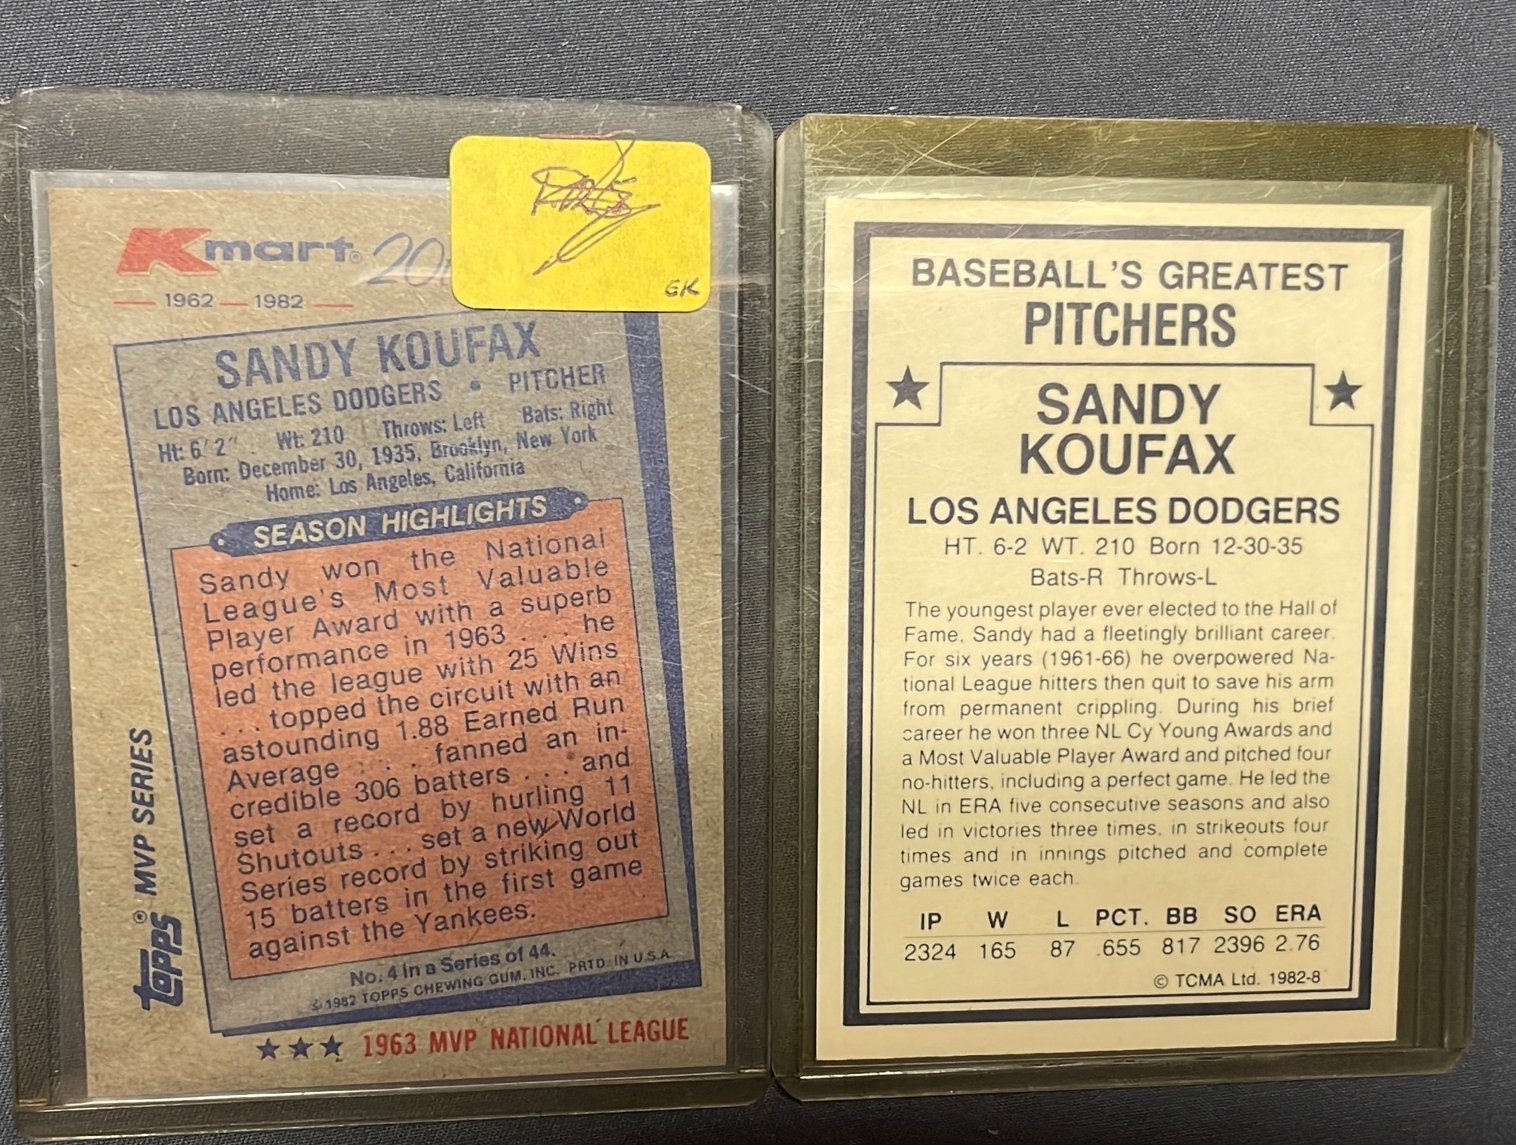 Kmart®
20
1962 — 1982
GK
SANDY KOUFAX
LOS ANGELES DODGERS • PITCHER
Ht: 6'2" Wt: 210 Throws: Left Bats: Right
Born: December 30, 1935, Brooklyn, New York
Home: Los Angeles, California
SEASON HIGHLIGHTS
Sandy won the National
League's Most Valuable
Player Award with a superb
performance in 1963 . . . he
led the league with 25 Wins
. . . topped the circuit with an
astounding 1.88 Earned Run
Average . . . fanned an in-
credible 306 batters . . . and
set a record by hurling 11
Shutouts . . . set a new World
Series record by striking out
15 batters in the first game
against the Yankees.
No. 4 in a Series of 44.
© 1982 TOPPS CHEWING GUM, INC. PRTD. IN U.S.A.
★★★ 1963 MVP NATIONAL LEAGUE
topps® MVP SERIES
BASEBALL'S GREATEST
PITCHERS
SANDY
KOUFAX
LOS ANGELES DODGERS
HT. 6-2 WT. 210 Born 12-30-35
Bats-R Throws-L
The youngest player ever elected to the Hall of
Fame, Sandy had a fleetingly brilliant career.
For six years (1961-66) he overpowered Na-
tional League hitters then quit to save his arm
from permanent crippling. During his brief
career he won three NL Cy Young Awards and
a Most Valuable Player Award and pitched four
no-hitters, including a perfect game. He led the
NL in ERA five consecutive seasons and also
led in victories three times, in strikeouts four
times and in innings pitched and complete
games twice each.
IP W L PCT. BB SO ERA
2324 165 87 .655 817 2396 2.76
© TCMA Ltd. 1982-8